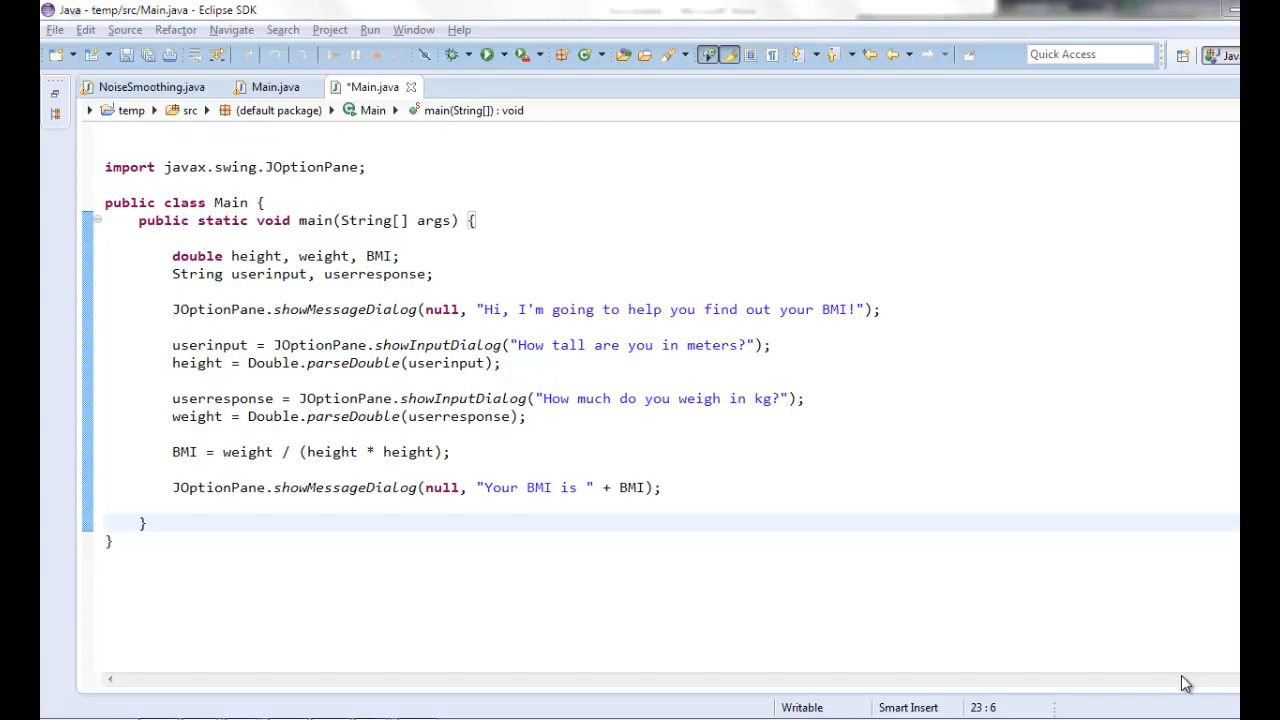 Java - temp/src/Main.java - Eclipse SDK
File Edit Source Refactor Navigate Search Project Run Window Help
Quick Access
Jav
NoiseSmoothing.java Main.java *Main.java
temp src (default package) Main main(String[]) : void
import javax.swing.JOptionPane;
public class Main {
public static void main(String[] args) {
double height, weight, BMI;
String userinput, userresponse;
JOptionPane.showMessageDialog(null, "Hi, I'm going to help you find out your BMI!");
userinput = JOptionPane.showInputDialog("How tall are you in meters?");
height = Double.parseDouble(userinput);
userresponse = JOptionPane.showInputDialog("How much do you weigh in kg?");
weight = Double.parseDouble(userresponse);
BMI = weight / (height * height);
JOptionPane.showMessageDialog(null, "Your BMI is " + BMI);
}
}
Writable Smart Insert 23 : 6